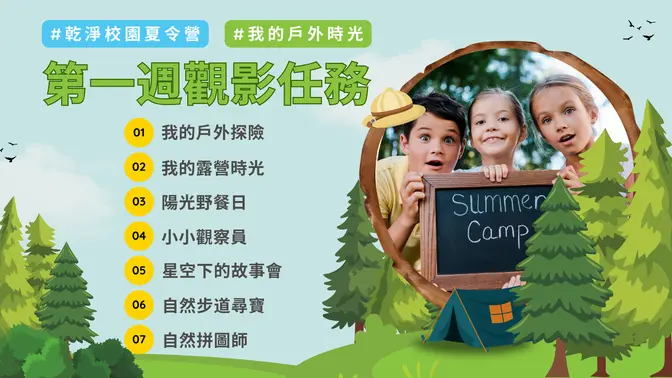 #乾淨校園夏令營
#我的戶外時光
第一週觀影任務
01 我的戶外探險
02 我的露營時光
03 陽光野餐日
04 小小觀察員
05 星空下的故事會
06 自然步道尋寶
07 自然拼圖師
Summer
Camp